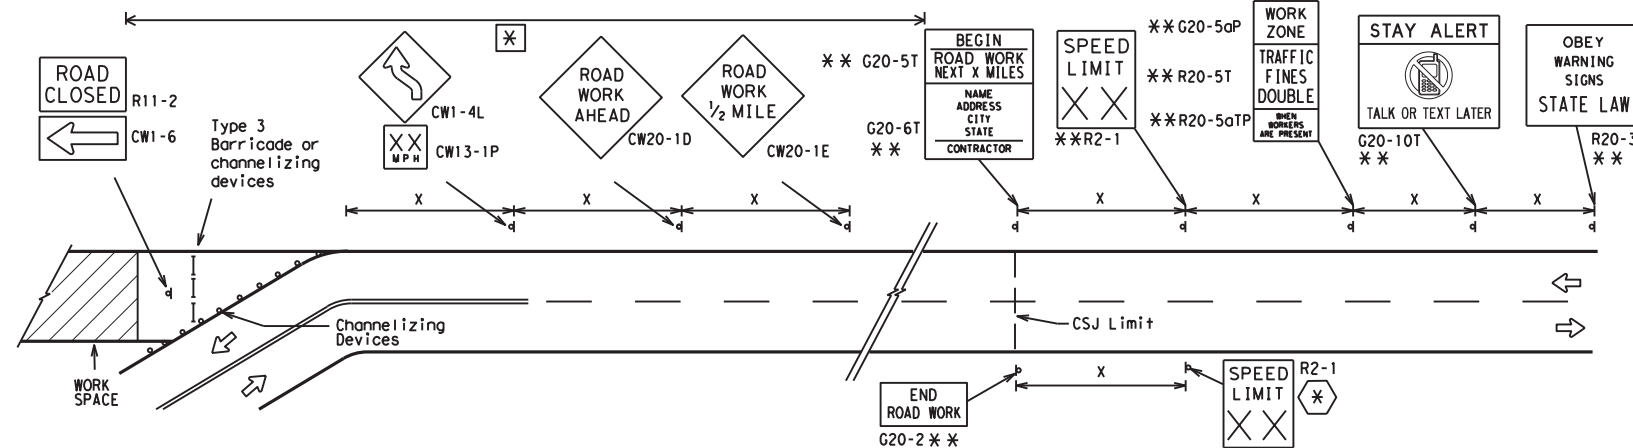 ROAD
CLOSED
R11-2
CW1-6
Type 3
Barricade or
channelizing
devices
CW1-4L
XX
MPH
CW13-1P
*
ROAD
WORK
AHEAD
CW20-1D
ROAD
WORK
1/2 MILE
CW20-1E
** G20-5T
BEGIN
ROAD WORK
NEXT X MILES
NAME
ADDRESS
CITY
STATE
CONTRACTOR
G20-6T
**
SPEED
LIMIT
XX
**R2-1
**G20-5aP
WORK
ZONE
**R20-5T
TRAFFIC
FINES
DOUBLE
**R20-5aTP
WHEN
WORKERS
ARE PRESENT
STAY ALERT
TALK OR TEXT LATER
G20-10T
**
OBEY
WARNING
SIGNS
STATE LAW
R20-3
**
X
X
X
X
X
X
X
Channelizing
Devices
CSJ Limit
WORK
SPACE
X
END
ROAD WORK
G20-2**
SPEED
LIMIT
XX
R2-1
*